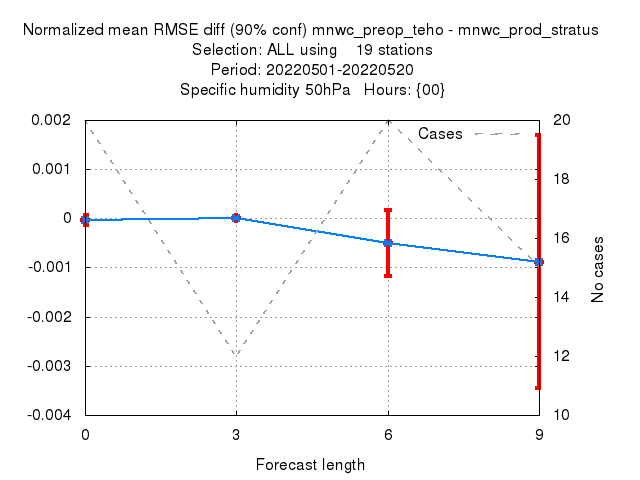 Normalized mean RMSE diff (90% conf) mnwc_preop_teho - mnwc_prod_stratus
Selection: ALL using 19 stations
Period: 20220501-20220520
Specific humidity 50hPa Hours: {00}
Cases
0.002
0.001
0
-0.001
-0.002
-0.003
-0.004
20
18
16
14
12
10
No cases
0 3 6 9
Forecast length